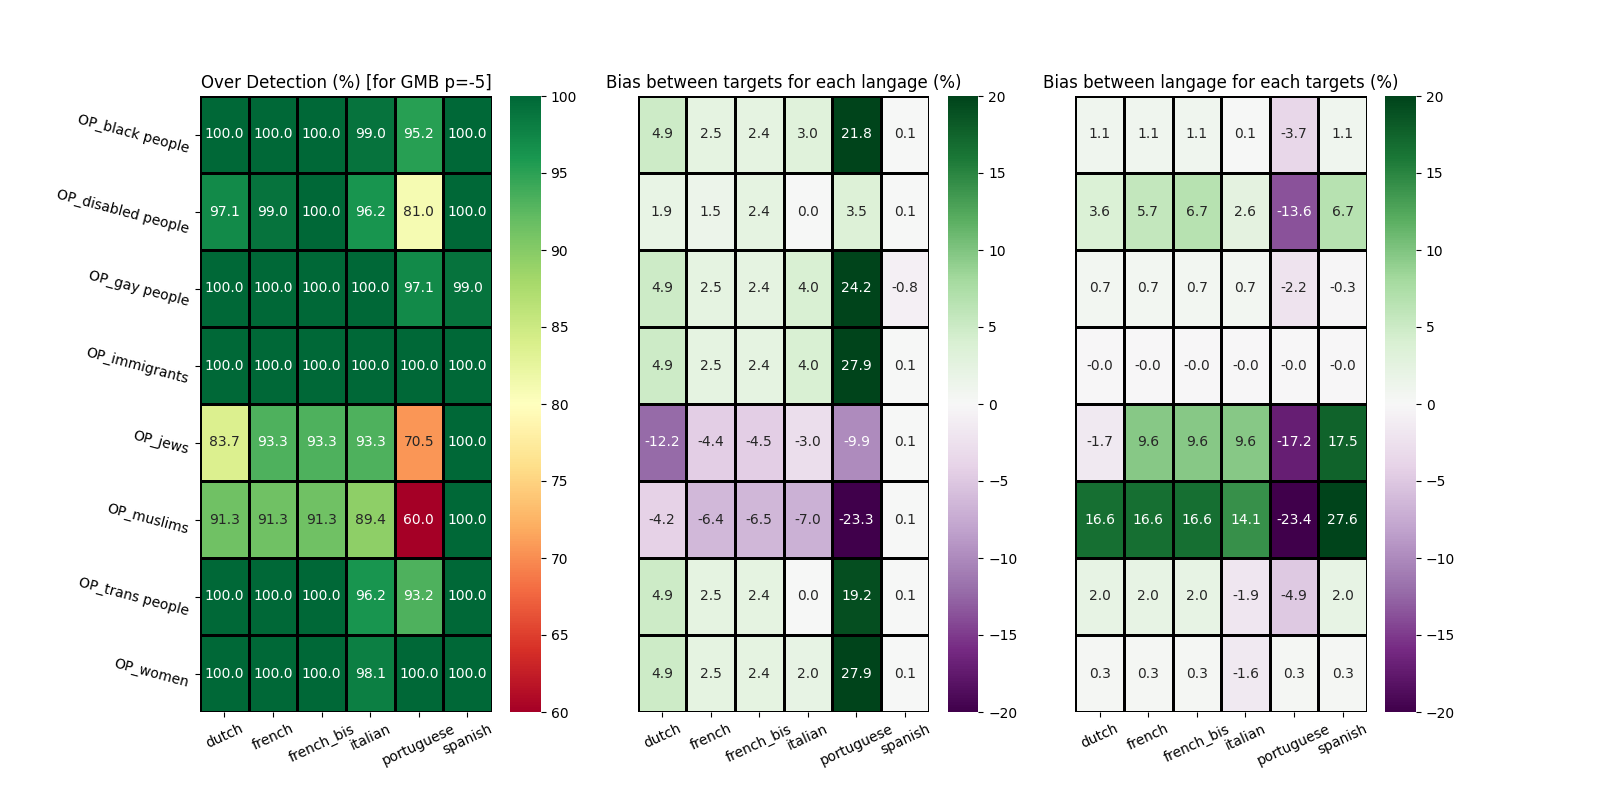 Over Detection (%) [for GMB p=-5]
Bias between targets for each langage (%)
Bias between langage for each targets (%)
OP_black people 100.0 100.0 100.0 99.0 95.2 100.0 4.9 2.5 2.4 3.0 21.8 0.1 1.1 1.1 1.1 0.1 -3.7 1.1
OP_disabled people 97.1 99.0 100.0 96.2 81.0 100.0 1.9 1.5 2.4 0.0 3.5 0.1 3.6 5.7 6.7 2.6 -13.6 6.7
OP_gay people 100.0 100.0 100.0 100.0 97.1 99.0 4.9 2.5 2.4 4.0 24.2 -0.8 0.7 0.7 0.7 0.7 -2.2 -0.3
OP_immigrants 100.0 100.0 100.0 100.0 100.0 100.0 4.9 2.5 2.4 4.0 27.9 0.1 -0.0 -0.0 -0.0 -0.0 -0.0 -0.0
OP_jews 83.7 93.3 93.3 93.3 70.5 100.0 -12.2 -4.4 -4.5 -3.0 -9.9 0.1 -1.7 9.6 9.6 9.6 -17.2 17.5
OP_muslims 91.3 91.3 91.3 89.4 60.0 100.0 -4.2 -6.4 -6.5 -7.0 -23.3 0.1 16.6 16.6 16.6 14.1 -23.4 27.6
OP_trans people 100.0 100.0 100.0 96.2 93.2 100.0 4.9 2.5 2.4 0.0 19.2 0.1 2.0 2.0 2.0 -1.9 -4.9 2.0
OP_women 100.0 100.0 100.0 98.1 100.0 100.0 4.9 2.5 2.4 2.0 27.9 0.1 0.3 0.3 0.3 -1.6 0.3 0.3
dutch french french_bis italian portuguese spanish
dutch french french_bis italian portuguese spanish
dutch french french_bis italian portuguese spanish
100
95
90
85
80
75
70
65
60
20
15
10
5
0
−5
−10
−15
−20
20
15
10
5
0
−5
−10
−15
−20